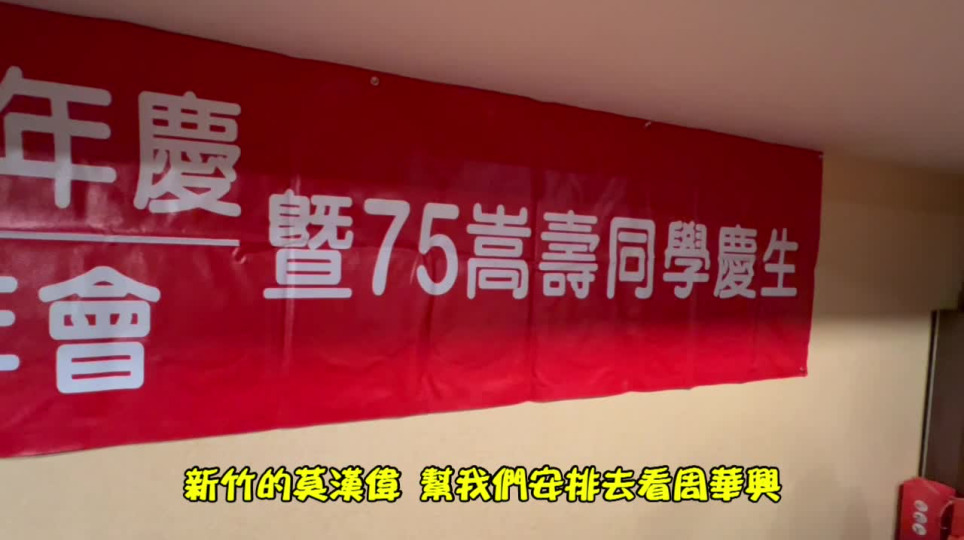 年慶
年會
暨75嵩壽同學慶生
新竹的莫漢偉 幫我們安排去看周華興